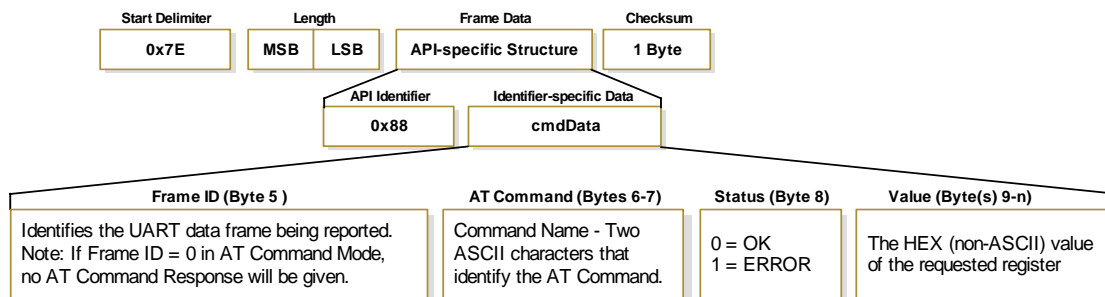 Start Delimiter Length Frame Data Checksum
0x7E MSB LSB API-specific Structure 1 Byte
API Identifier Identifier-specific Data
0x88 cmdData
Frame ID (Byte 5 ) AT Command (Bytes 6-7) Status (Byte 8) Value (Byte(s) 9-n)
Identifies the UART data frame being reported.
Note: If Frame ID = 0 in AT Command Mode,
no AT Command Response will be given.
Command Name - Two
ASCII characters that
identify the AT Command.
0 = OK
1 = ERROR
The HEX (non-ASCII) value
of the requested register